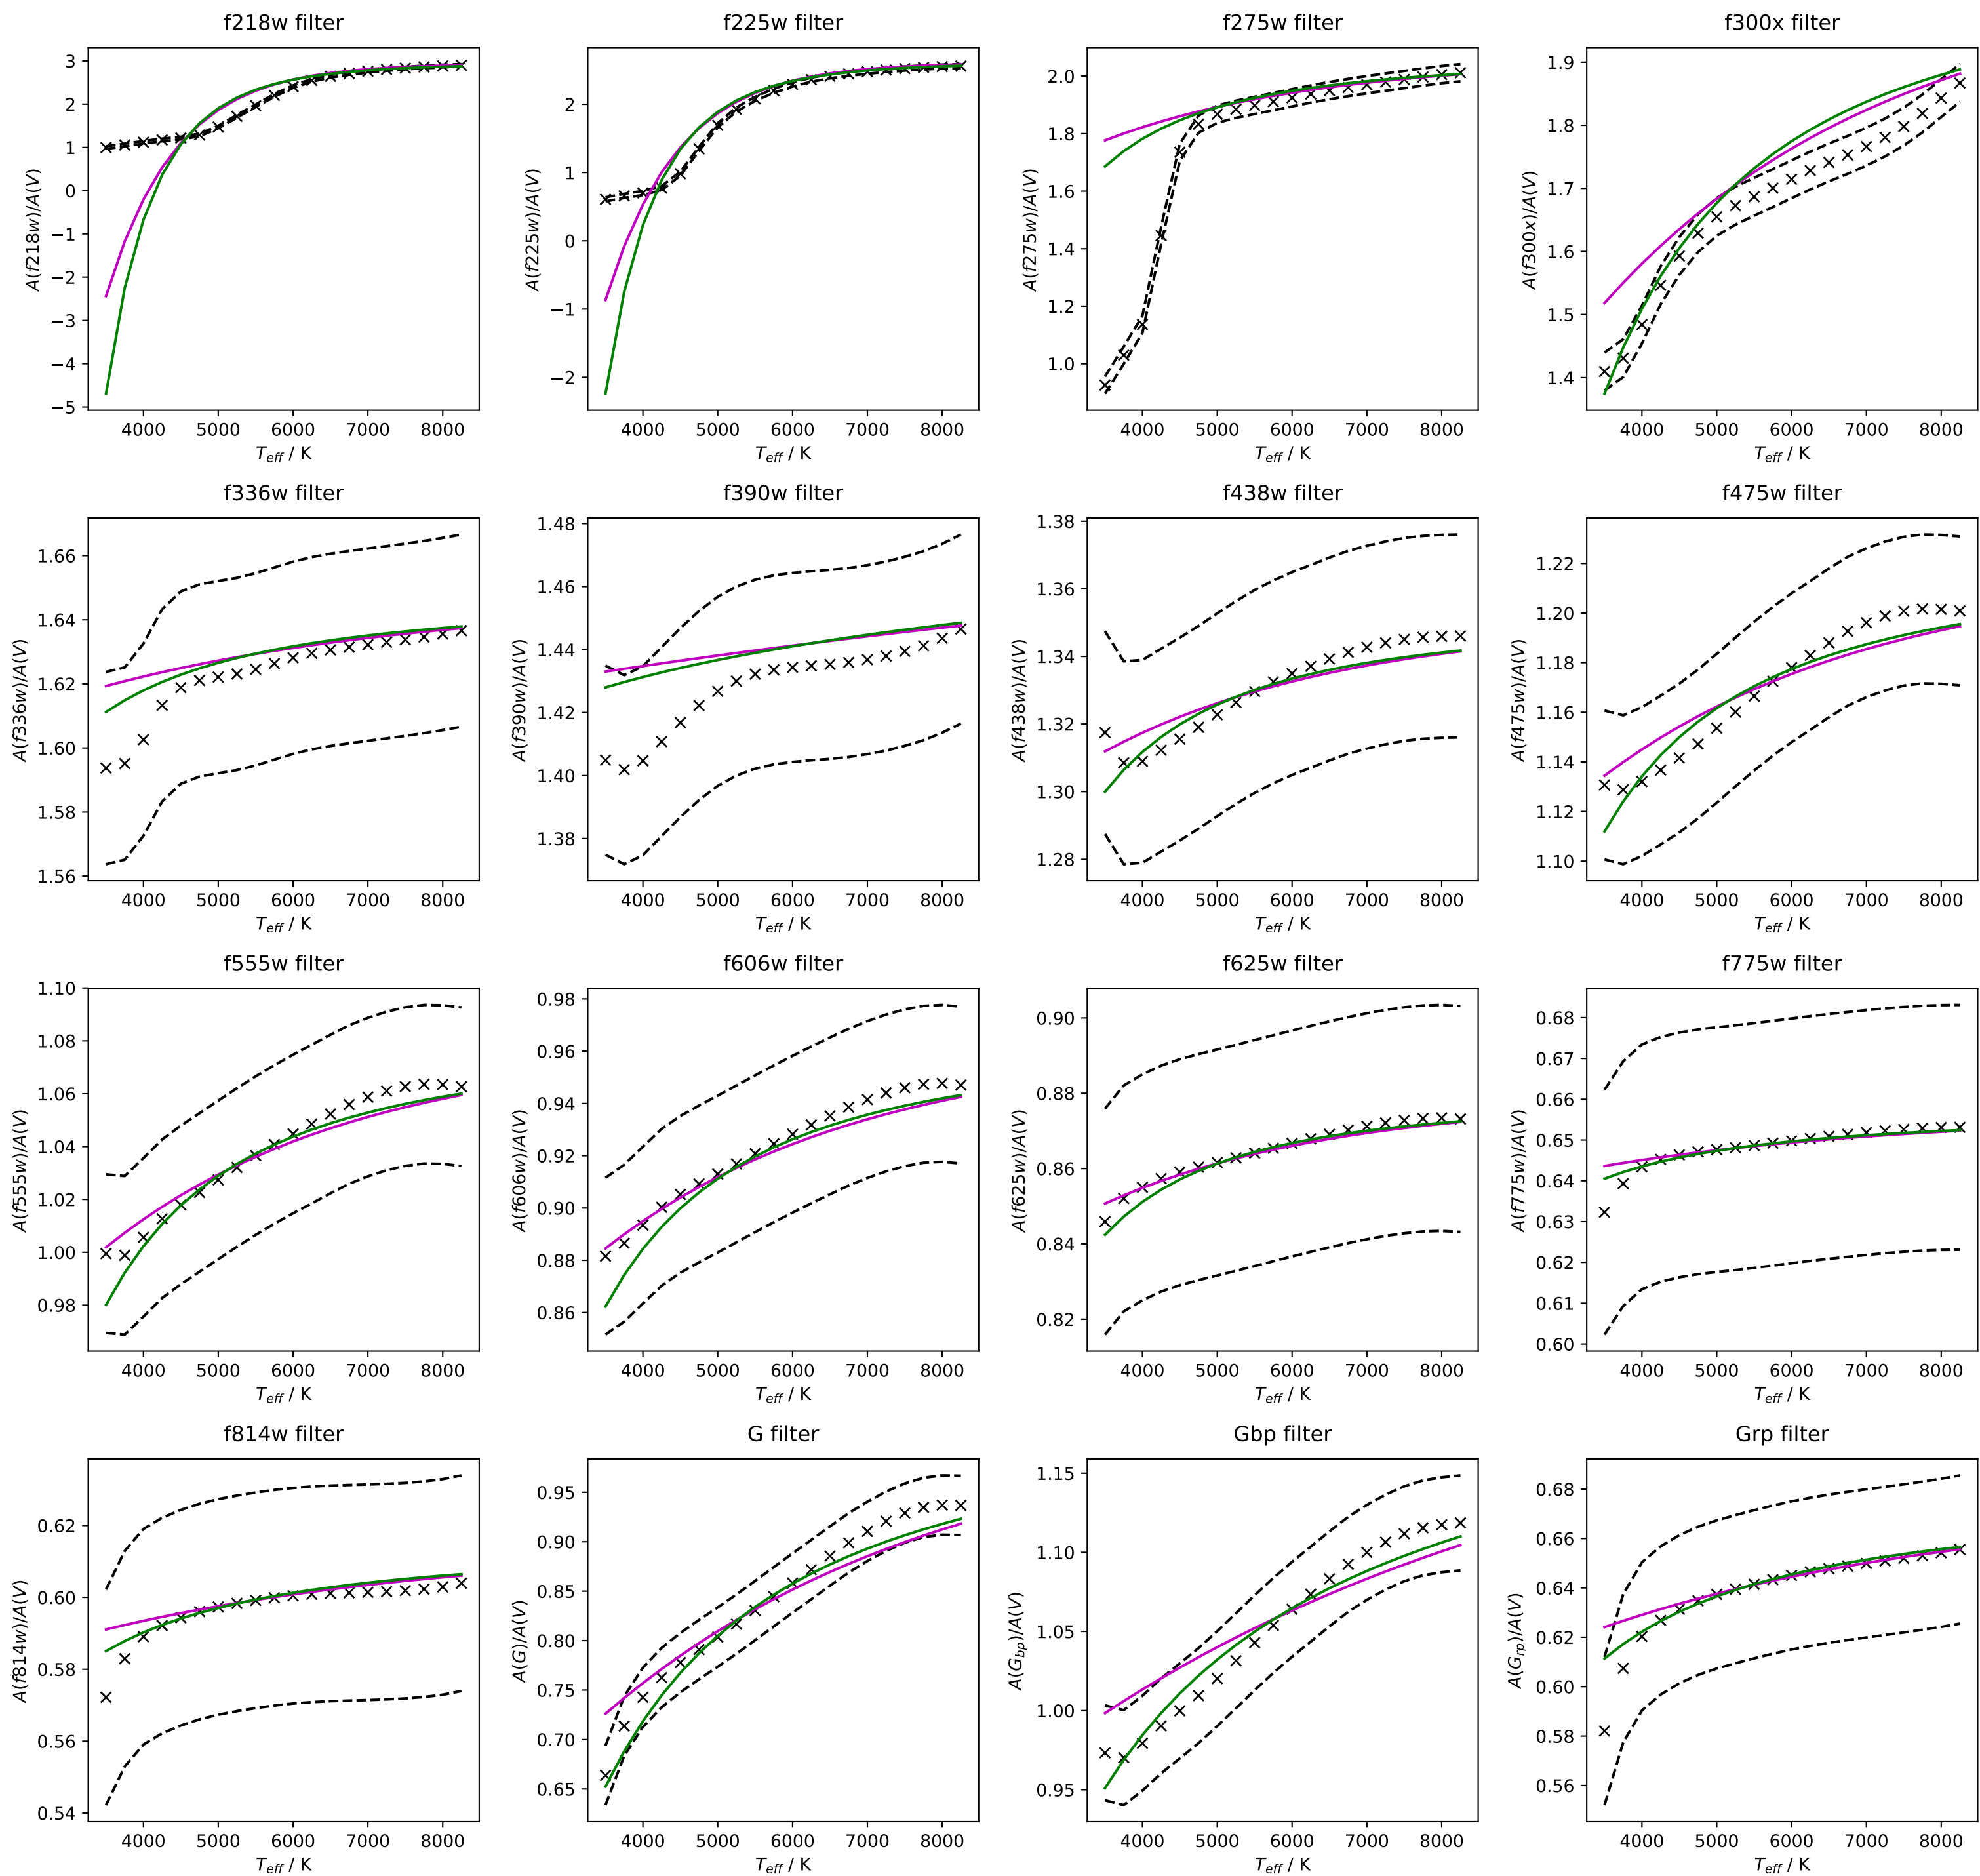 f218w filter
3
2
1
0
−1
−2
−3
−4
−5
A(f218w)/A(V)
4000 5000 6000 7000 8000
T_eff / K
f225w filter
2
1
0
−1
−2
A(f225w)/A(V)
4000 5000 6000 7000 8000
T_eff / K
f275w filter
2.0
1.8
1.6
1.4
1.2
1.0
A(f275w)/A(V)
4000 5000 6000 7000 8000
T_eff / K
f300x filter
1.9
1.8
1.7
1.6
1.5
1.4
A(f300x)/A(V)
4000 5000 6000 7000 8000
T_eff / K
f336w filter
1.66
1.64
1.62
1.60
1.58
1.56
A(f336w)/A(V)
4000 5000 6000 7000 8000
T_eff / K
f390w filter
1.48
1.46
1.44
1.42
1.40
1.38
A(f390w)/A(V)
4000 5000 6000 7000 8000
T_eff / K
f438w filter
1.38
1.36
1.34
1.32
1.30
1.28
A(f438w)/A(V)
4000 5000 6000 7000 8000
T_eff / K
f475w filter
1.22
1.20
1.18
1.16
1.14
1.12
1.10
A(f475w)/A(V)
4000 5000 6000 7000 8000
T_eff / K
f555w filter
1.10
1.08
1.06
1.04
1.02
1.00
0.98
A(f555w)/A(V)
4000 5000 6000 7000 8000
T_eff / K
f606w filter
0.98
0.96
0.94
0.92
0.90
0.88
0.86
A(f606w)/A(V)
4000 5000 6000 7000 8000
T_eff / K
f625w filter
0.90
0.88
0.86
0.84
0.82
A(f625w)/A(V)
4000 5000 6000 7000 8000
T_eff / K
f775w filter
0.68
0.67
0.66
0.65
0.64
0.63
0.62
0.61
0.60
A(f775w)/A(V)
4000 5000 6000 7000 8000
T_eff / K
f814w filter
0.62
0.60
0.58
0.56
0.54
A(f814w)/A(V)
4000 5000 6000 7000 8000
T_eff / K
G filter
0.95
0.90
0.85
0.80
0.75
0.70
0.65
A(G)/A(V)
4000 5000 6000 7000 8000
T_eff / K
Gbp filter
1.15
1.10
1.05
1.00
0.95
A(G_bp)/A(V)
4000 5000 6000 7000 8000
T_eff / K
Grp filter
0.68
0.66
0.64
0.62
0.60
0.58
0.56
A(G_rp)/A(V)
4000 5000 6000 7000 8000
T_eff / K